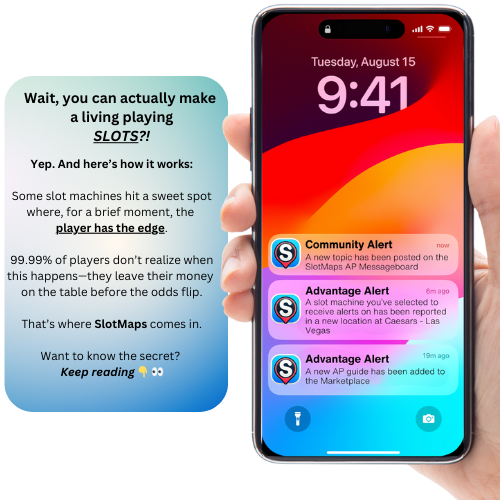 Wait, you can actually make
a living playing
SLOTS?!
Yep. And here's how it works:
Some slot machines hit a sweet spot
where, for a brief moment, the
player has the edge.
99.99% of players don't realize when
this happens—they leave their money
on the table before the odds flip.
That's where SlotMaps comes in.
Want to know the secret?
Keep reading 👇👀
Tuesday, August 15
9:41
S
Community Alert
now
A new topic has been posted on the
SlotMaps AP Messageboard
S
Advantage Alert
6m ago
A slot machine you've selected to
receive alerts on has been reported
in a new location at Caesars - Las
Vegas
S
Advantage Alert
19m ago
A new AP guide has been added to
the Marketplace